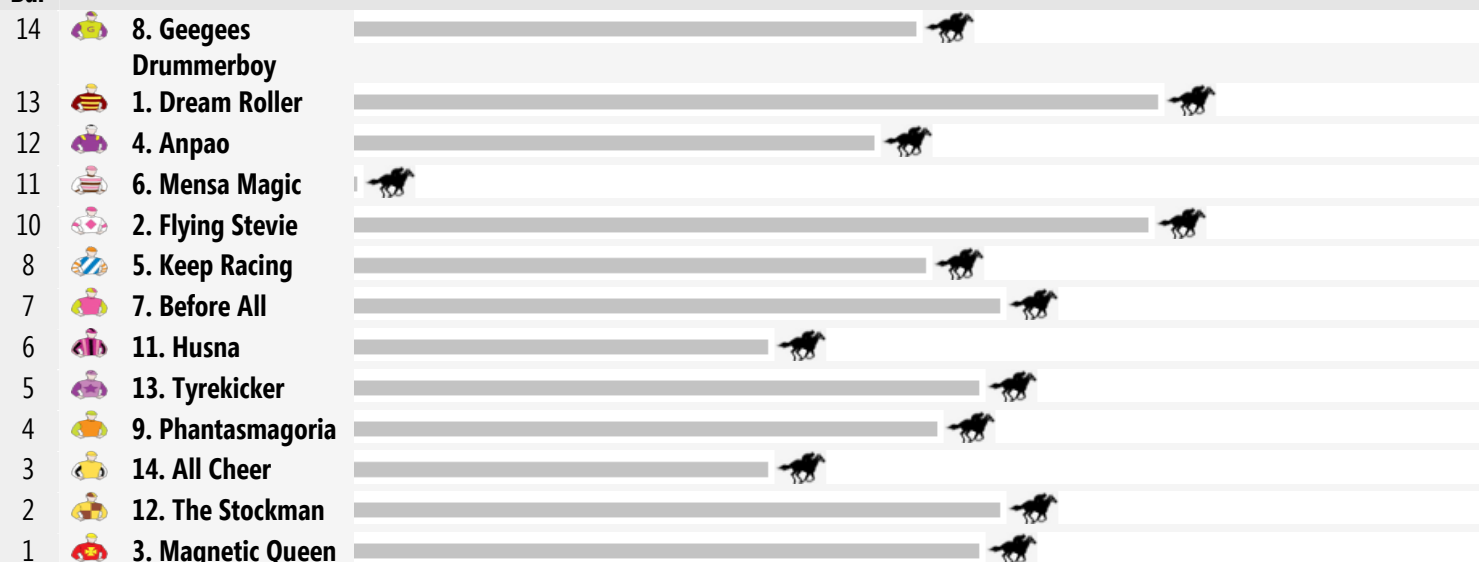 Bar
14 8. Geegees
Drummerboy
13 1. Dream Roller
12 4. Anpao
11 6. Mensa Magic
10 2. Flying Stevie
8 5. Keep Racing
7 7. Before All
6 11. Husna
5 13. Tyrekicker
4 9. Phantasmagoria
3 14. All Cheer
2 12. The Stockman
1 3. Magnetic Queen